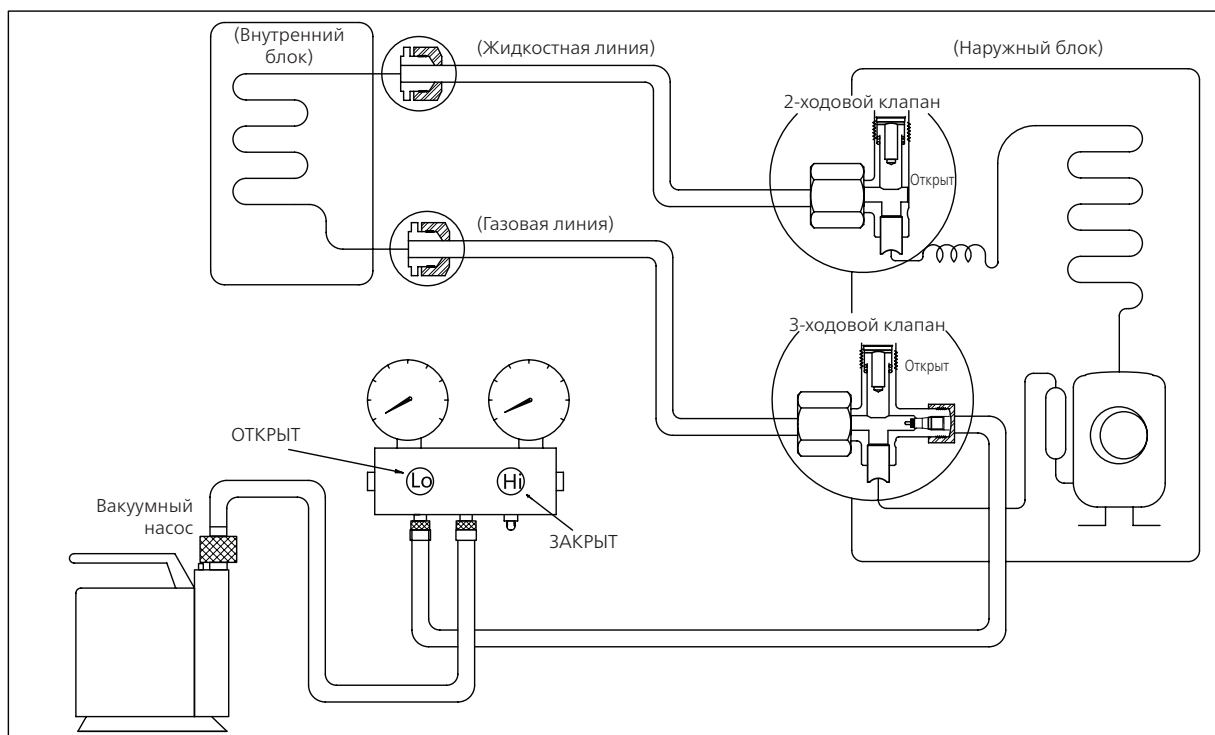 (Внутренний
блок)
(Жидкостная линия)
(Наружный блок)
2-ходовой клапан
Открыт
(Газовая линия)
3-ходовой клапан
Открыт
ОТКРЫТ
Lo
Hi
Вакуумный
насос
ЗАКРЫТ